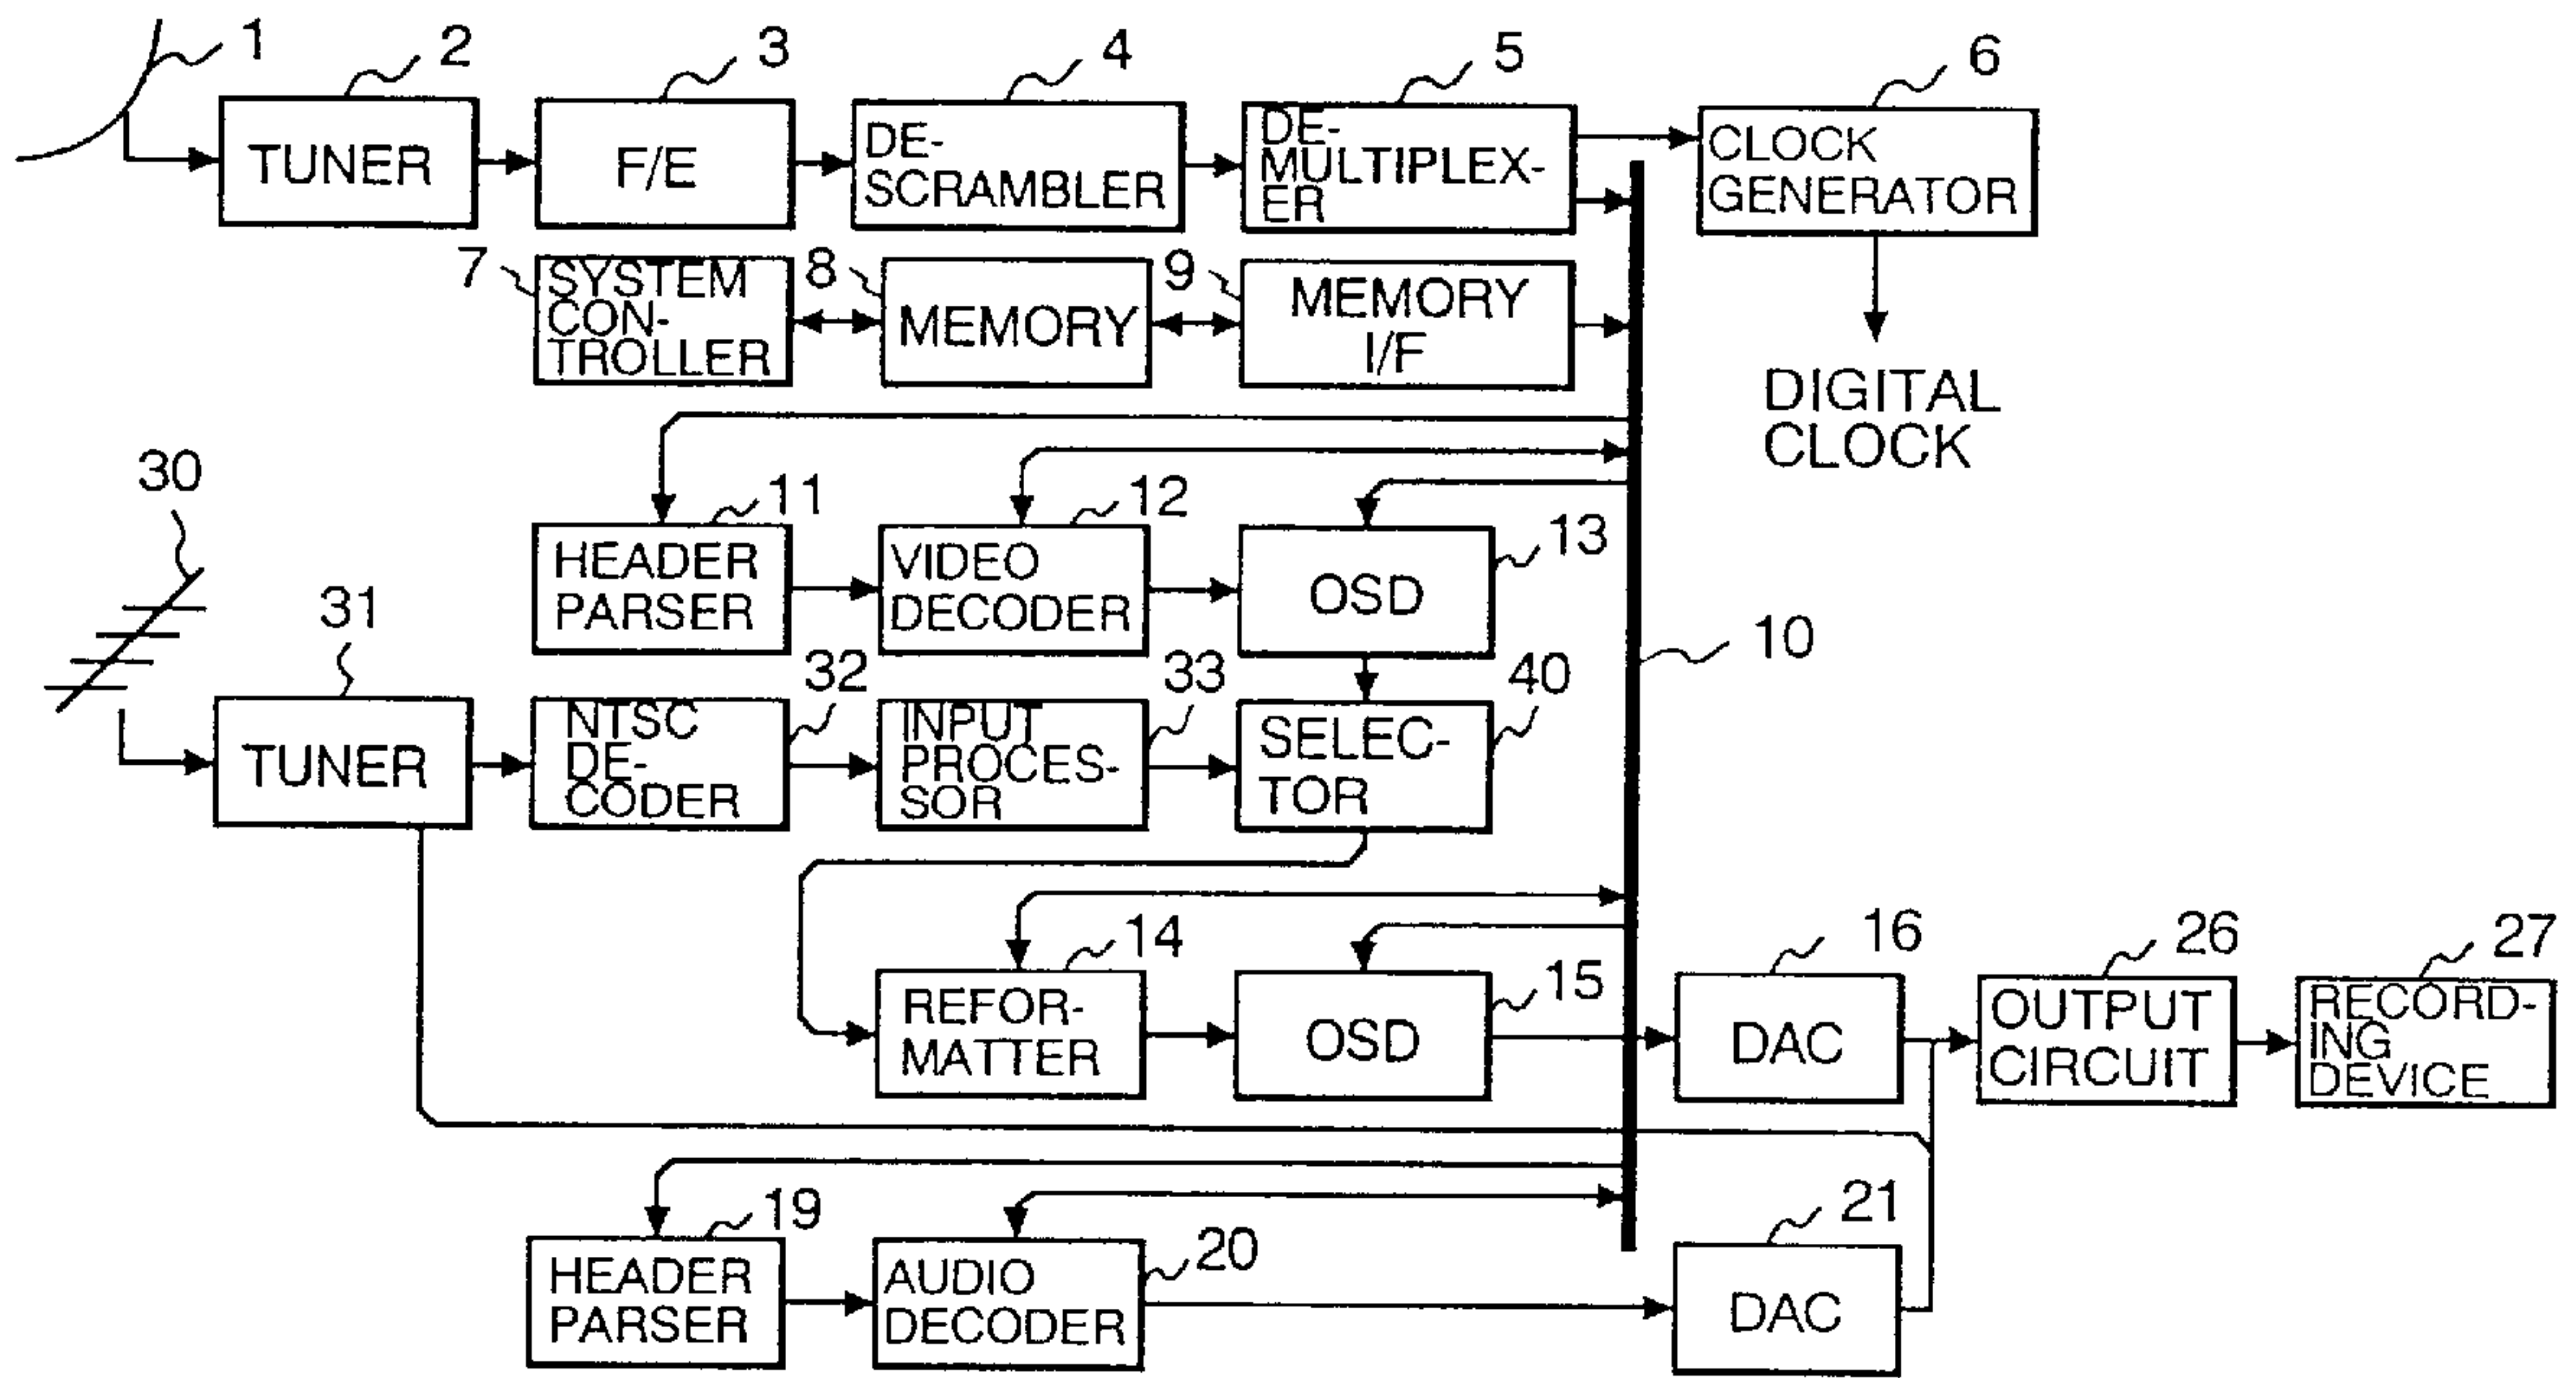 1
2
3
4
5
6
TUNER
F/E
DE-
SCRAMBLER
DE-
MULTIPLEX-
ER
CLOCK
GENERATOR
7
SYSTEM
CON-
TROLLER
8
MEMORY
9
MEMORY
I/F
DIGITAL
CLOCK
30
11
HEADER
PARSER
12
VIDEO
DECODER
13
OSD
10
31
TUNER
32
NTSC
DE-
CODER
33
INPUT
PROCES-
SOR
40
SELEC-
TOR
14
REFOR-
MATTER
15
OSD
16
DAC
26
OUTPUT
CIRCUIT
27
RECORD-
ING
DEVICE
19
HEADER
PARSER
20
AUDIO
DECODER
21
DAC